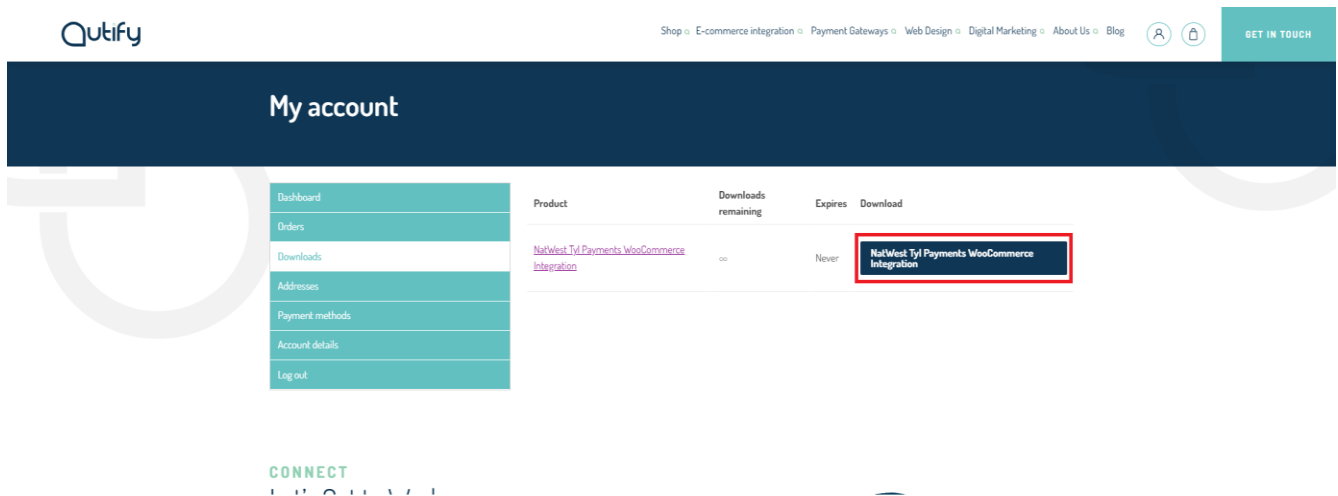 Qutify
Shop E-commerce integration Payment Gateways Web Design Digital Marketing About Us Blog GET IN TOUCH
My account
Dashboard
Orders
Downloads
Addresses
Payment methods
Account details
Log out
Product Downloads remaining Expires Download
NatWest Tyl Payments WooCommerce
Integration
∞ Never
NatWest Tyl Payments WooCommerce
Integration
CONNECT